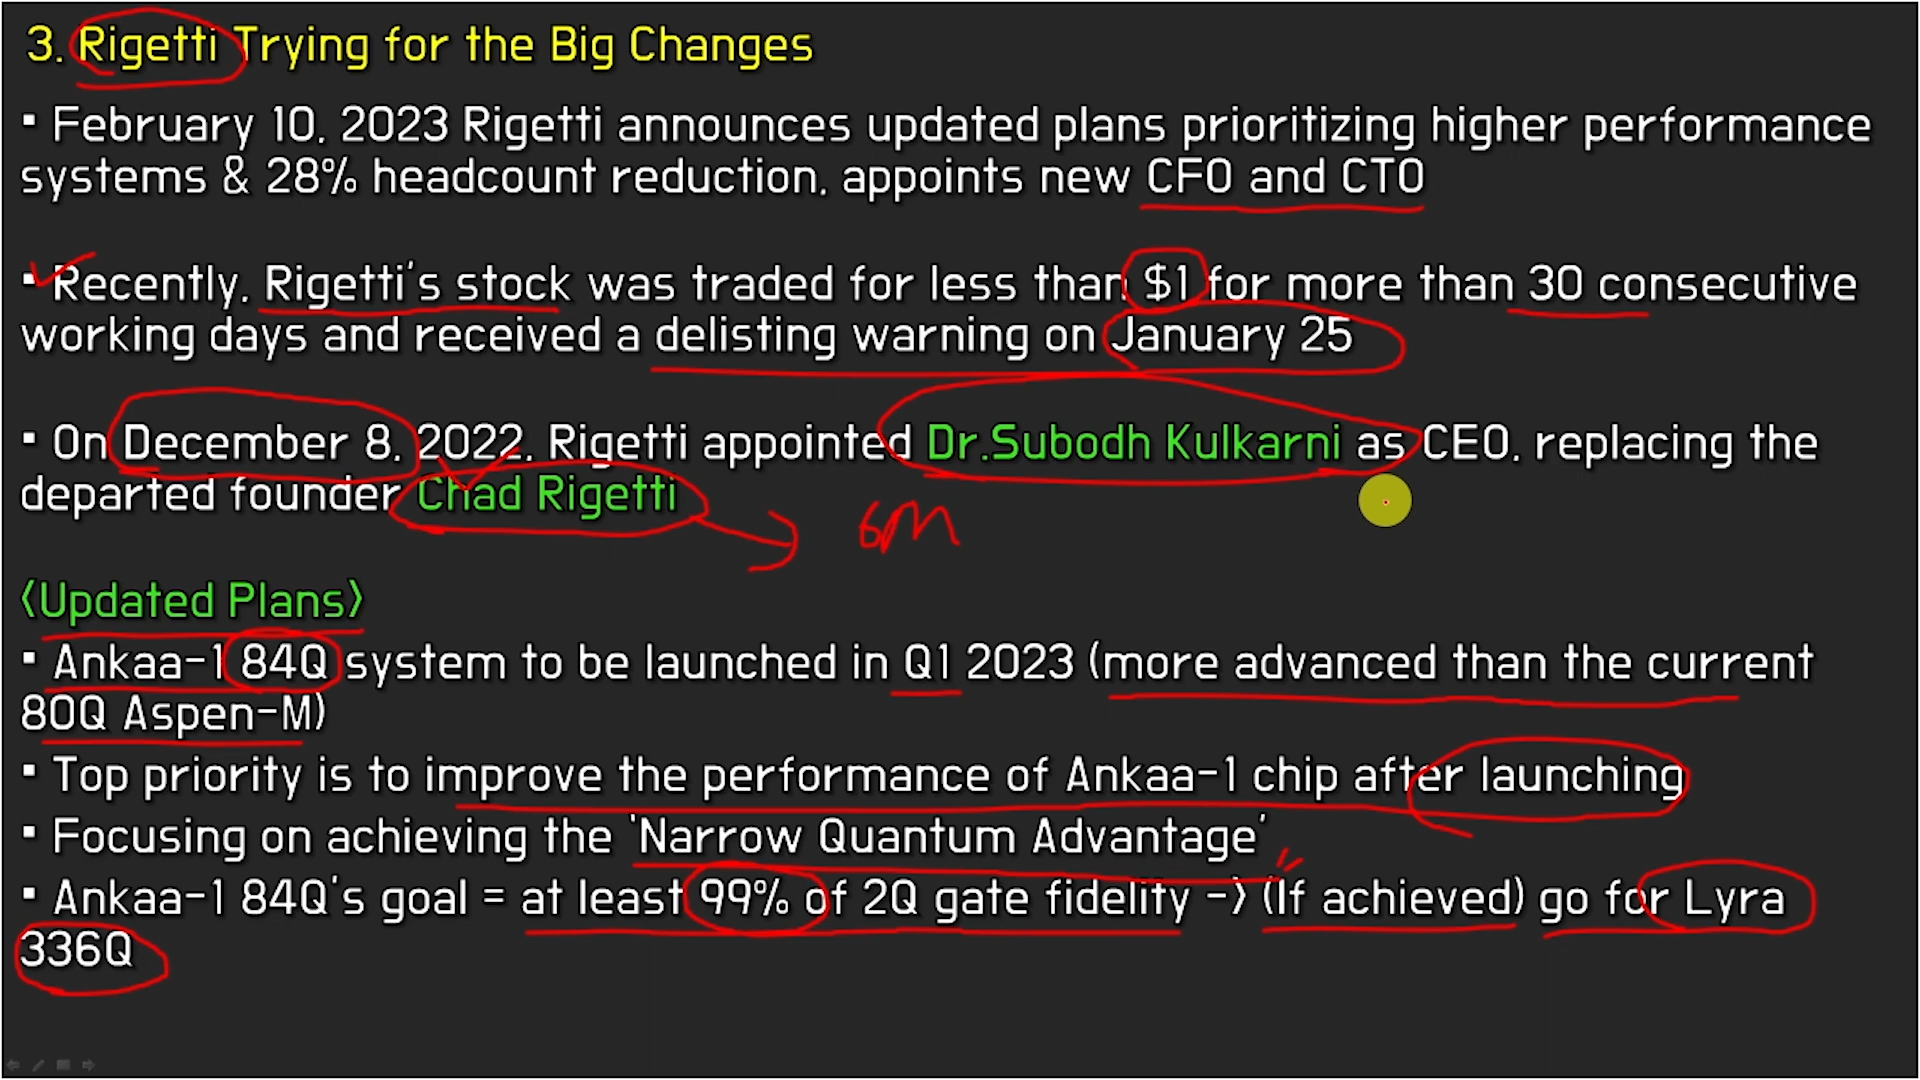 3. Rigetti Trying for the Big Changes
▪ February 10, 2023 Rigetti announces updated plans prioritizing higher performance
systems & 28% headcount reduction, appoints new CFO and CTO
▪ Recently, Rigetti's stock was traded for less than $1 for more than 30 consecutive
working days and received a delisting warning on January 25
▪ On December 8, 2022, Rigetti appointed Dr.Subodh Kulkarni as CEO, replacing the
departed founder Chad Rigetti
6M
<Updated Plans>
▪ Ankaa-1 84Q system to be launched in Q1 2023 (more advanced than the current
80Q Aspen-M)
▪ Top priority is to improve the performance of Ankaa-1 chip after launching
▪ Focusing on achieving the 'Narrow Quantum Advantage'
▪ Ankaa-1 84Q's goal = at least 99% of 2Q gate fidelity -> (If achieved) go for Lyra
336Q